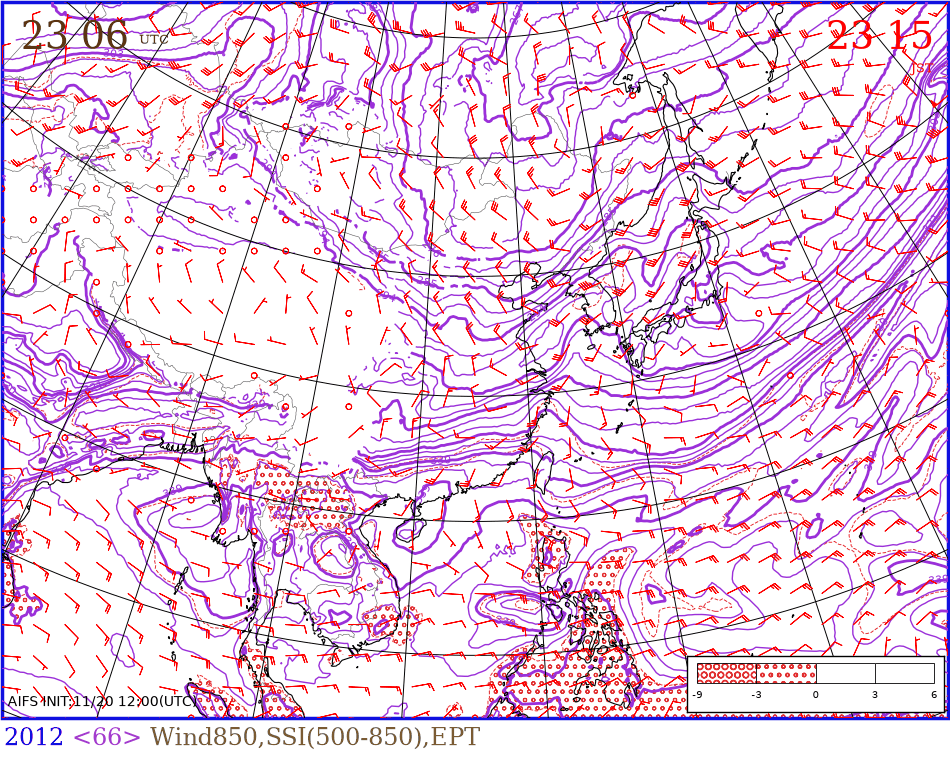 23 06 UTC
23 15
JST
AIFS INIT:11/20 12:00(UTC)
-9 -3 0 3 6
2012 <66> Wind850,SSI(500-850),EPT